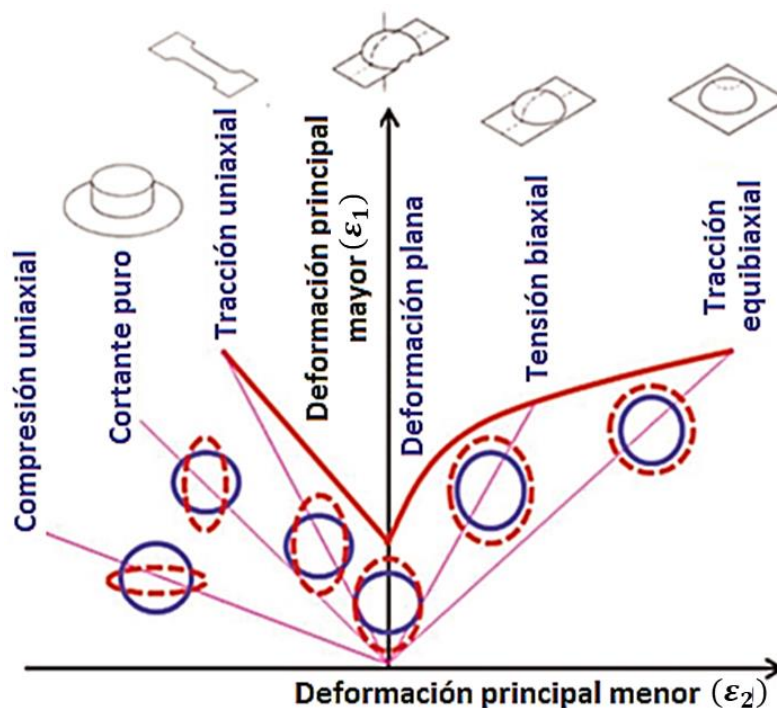 Compresión uniaxial
Cortante puro
Tracción uniaxial
Deformación principal
mayor (ε₁)
Deformación plana
Tensión biaxial
Tracción
equibiaxial
Deformación principal menor (ε₂)